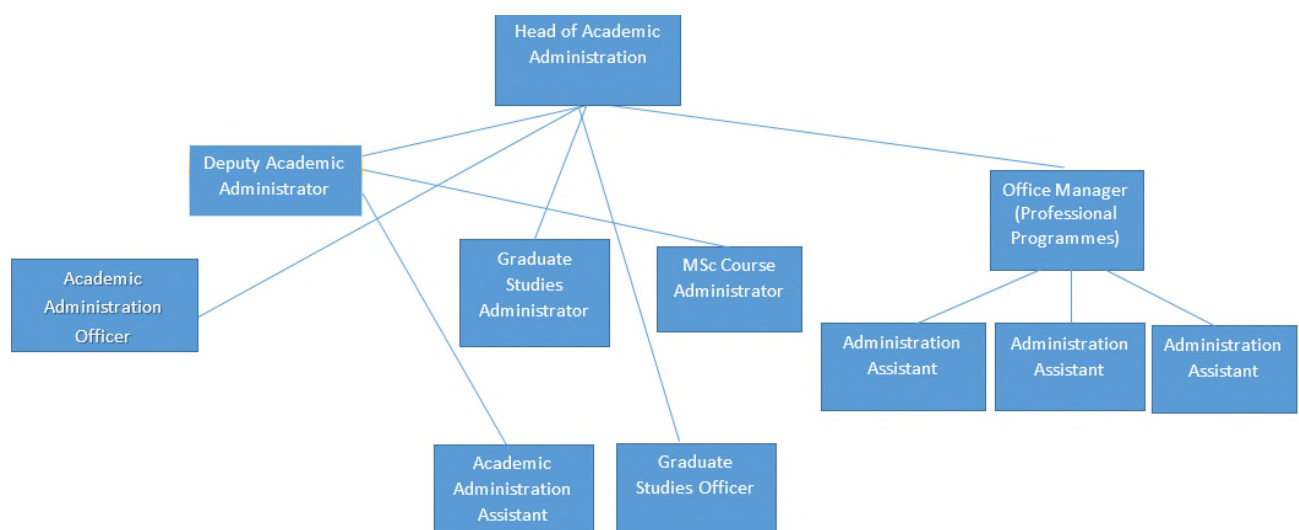 Head of Academic
Administration
Deputy Academic
Administrator
Office Manager
(Professional
Programmes)
Academic
Administration
Officer
Graduate
Studies
Administrator
MSc Course
Administrator
Administration
Assistant
Administration
Assistant
Administration
Assistant
Academic
Administration
Assistant
Graduate
Studies Officer